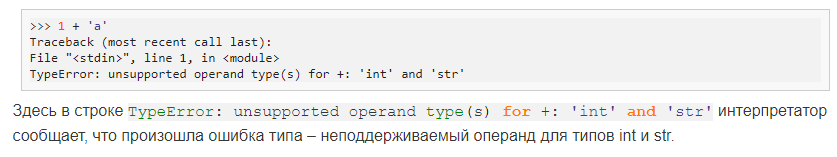 >>> 1 + 'a'
Traceback (most recent call last):
File "<stdin>", line 1, in <module>
TypeError: unsupported operand type(s) for +: 'int' and 'str'
Здесь в строке TypeError: unsupported operand type(s) for +: 'int' and 'str' интерпретатор
сообщает, что произошла ошибка типа – неподдерживаемый операнд для типов int и str.